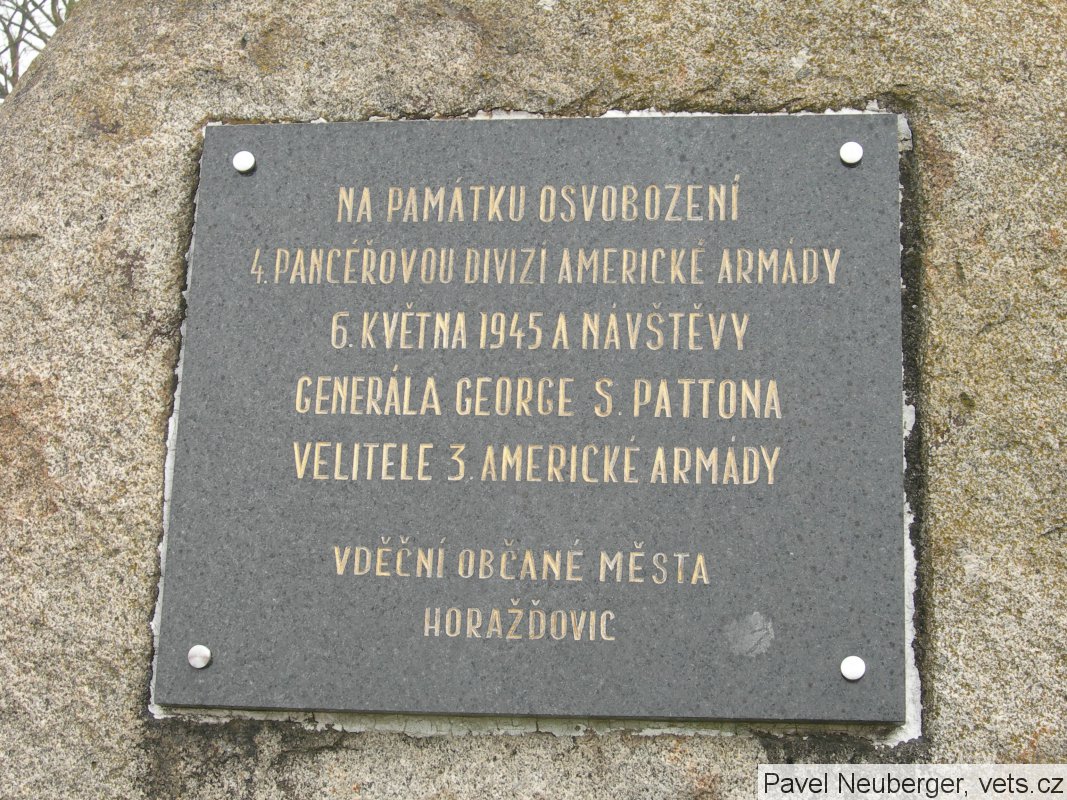 NA PAMÁTKU OSVOBOZENÍ
4. PANCÉŘOVOU DIVIZÍ AMERICKÉ ARMÁDY
6. KVĚTNA 1945 A NÁVŠTĚVY
GENERÁLA GEORGE S. PATTONA
VELITELE 3. AMERICKÉ ARMÁDY
VDĚČNÍ OBČANÉ MĚSTA
HORAŽĎOVIC
Pavel Neuberger, vets.cz